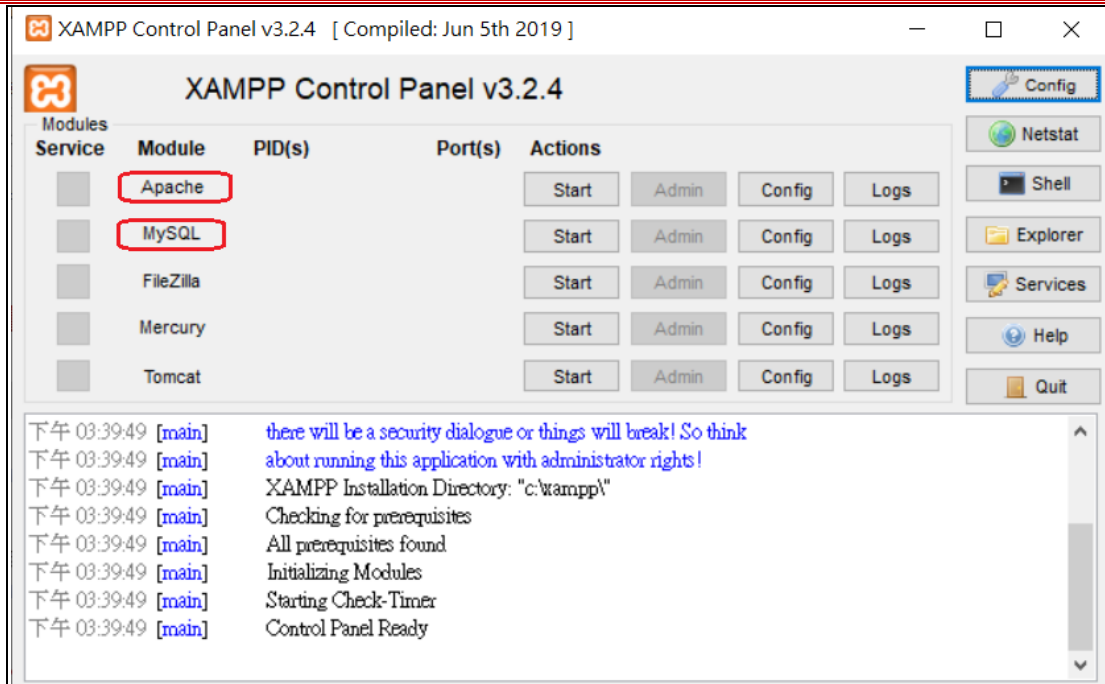 XAMPP Control Panel v3.2.4 [ Compiled: Jun 5th 2019 ]
XAMPP Control Panel v3.2.4
Config
Modules
Netstat
Service Module PID(s) Port(s) Actions
Apache Start Admin Config Logs
Shell
MySQL Start Admin Config Logs
Explorer
FileZilla Start Admin Config Logs
Services
Mercury Start Admin Config Logs
Help
Tomcat Start Admin Config Logs
Quit
下午 03:39:49 [main] there will be a security dialogue or things will break! So think
下午 03:39:49 [main] about running this application with administrator rights!
下午 03:39:49 [main] XAMPP Installation Directory: "c:\xampp\"
下午 03:39:49 [main] Checking for prerequisites
下午 03:39:49 [main] All prerequisites found
下午 03:39:49 [main] Initializing Modules
下午 03:39:49 [main] Starting Check-Timer
下午 03:39:49 [main] Control Panel Ready